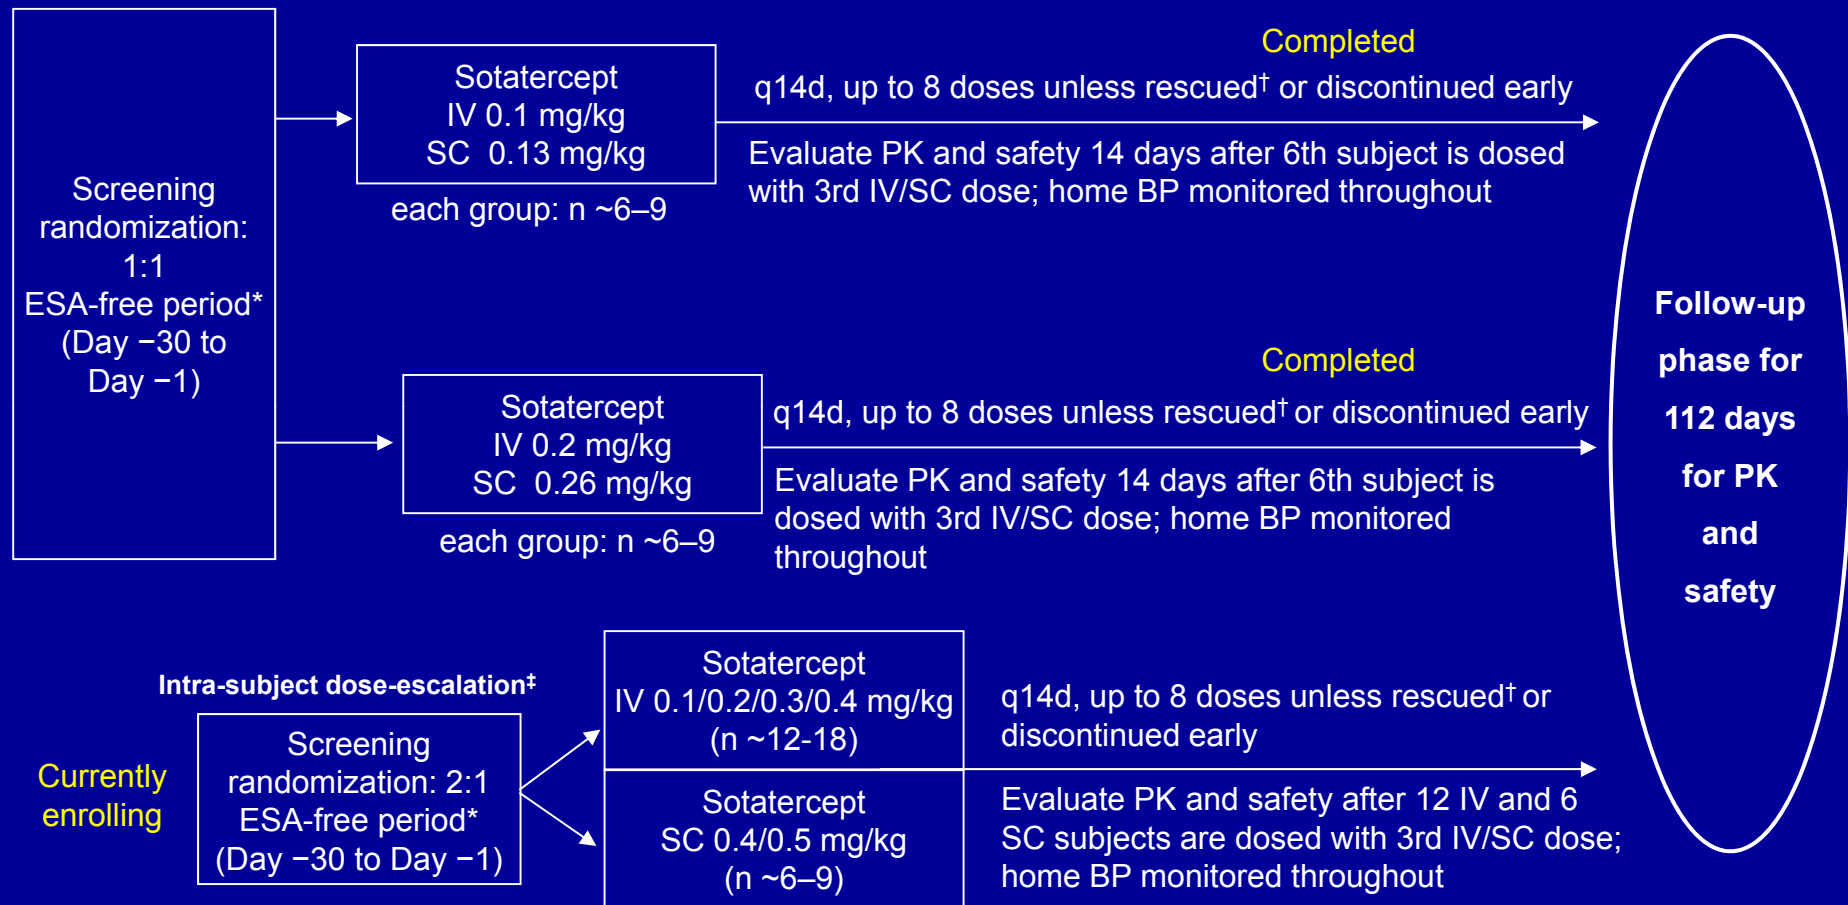 Screening
randomization:
1:1
ESA-free period*
(Day −30 to
Day −1)
Sotatercept
IV 0.1 mg/kg
SC 0.13 mg/kg
each group: n ~6–9
Completed
q14d, up to 8 doses unless rescued† or discontinued early
Evaluate PK and safety 14 days after 6th subject is dosed
with 3rd IV/SC dose; home BP monitored throughout
Sotatercept
IV 0.2 mg/kg
SC 0.26 mg/kg
each group: n ~6–9
Completed
q14d, up to 8 doses unless rescued† or discontinued early
Evaluate PK and safety 14 days after 6th subject is
dosed with 3rd IV/SC dose; home BP monitored
throughout
Intra-subject dose-escalation‡
Currently
enrolling
Screening
randomization: 2:1
ESA-free period*
(Day −30 to Day −1)
Sotatercept
IV 0.1/0.2/0.3/0.4 mg/kg
(n ~12-18)
Sotatercept
SC 0.4/0.5 mg/kg
(n ~6–9)
q14d, up to 8 doses unless rescued† or
discontinued early
Evaluate PK and safety after 12 IV and 6
SC subjects are dosed with 3rd IV/SC dose;
home BP monitored throughout
Follow-up
phase for
112 days
for PK
and
safety